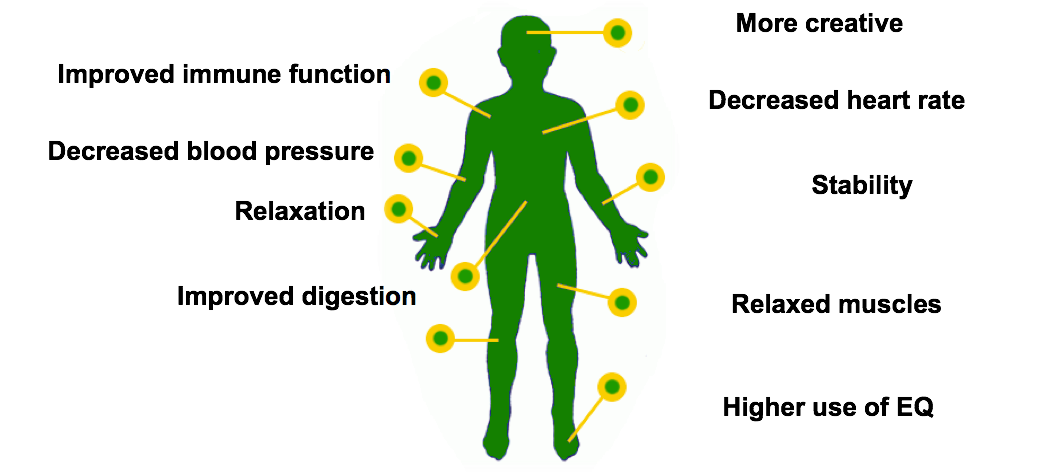 More creative
Improved immune function
Decreased heart rate
Decreased blood pressure
Stability
Relaxation
Improved digestion
Relaxed muscles
Higher use of EQ